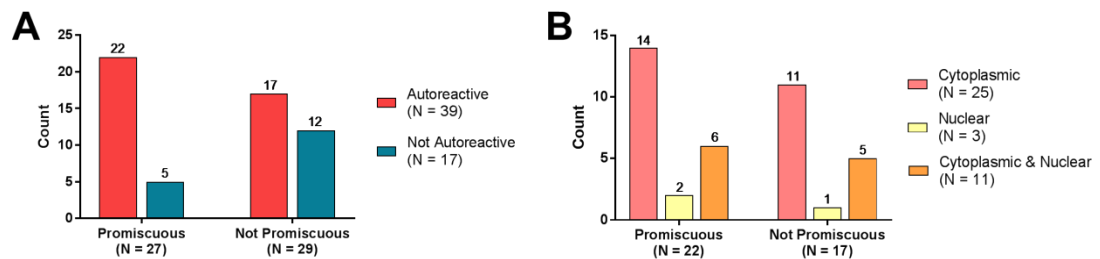 A
25
20
15
10
5
0
Count
22
5
17
12
Promiscuous
(N = 27)
Not Promiscuous
(N = 29)
Autoreactive
(N = 39)
Not Autoreactive
(N = 17)
B
15
10
5
0
Count
14
2
6
11
1
5
Promiscuous
(N = 22)
Not Promiscuous
(N = 17)
Cytoplasmic
(N = 25)
Nuclear
(N = 3)
Cytoplasmic & Nuclear
(N = 11)